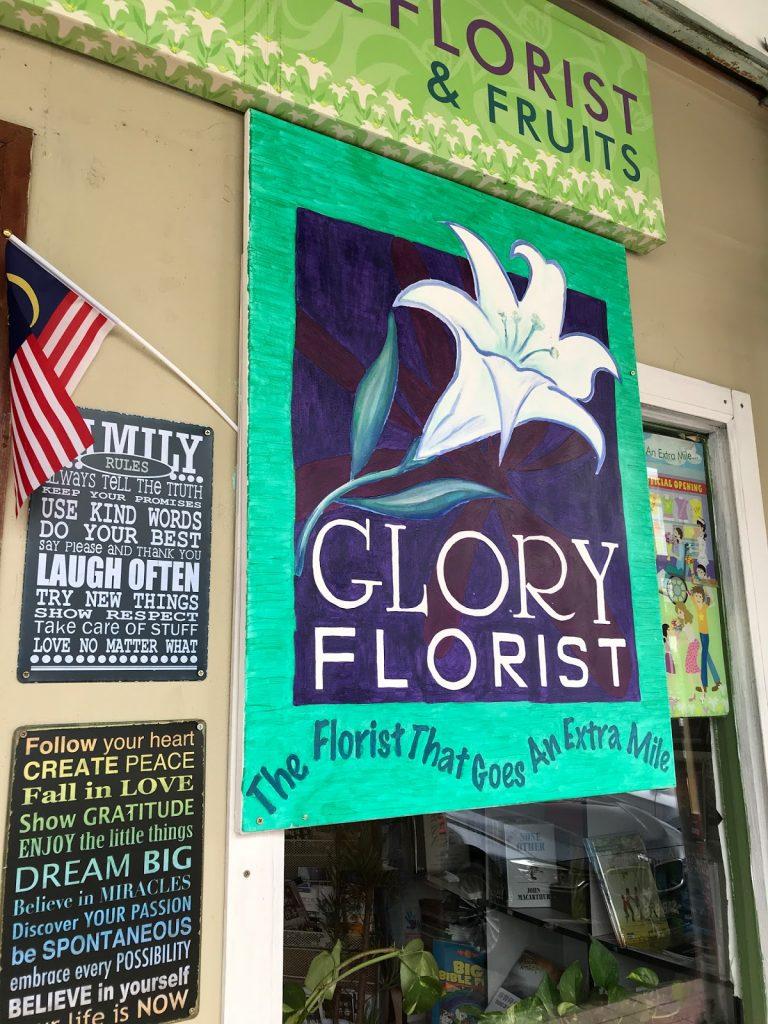 FLORIST
& FRUITS
FAMILY
RULES
ALWAYS TELL THE TRUTH
KEEP YOUR PROMISES
USE KIND WORDS
DO YOUR BEST
SAY PLEASE AND THANK YOU
LAUGH OFTEN
TRY NEW THINGS
SHOW RESPECT
Take CaRe OF STUFF
LOVE NO MATTER WHAT
Follow your heart
CREATE PEACE
Fall in LOVE
Show GRATITUDE
ENJOY the little things
DREAM BIG
Believe in MIRACLES
Discover YOUR PASSION
be SPONTANEOUS
embrace every POSSIBILITY
BELIEVE in yourself
life is NOW
GLORY
FLORIST
The Florist That Goes An Extra Mile
An Extra Mile...
OFFICIAL OPENING
NONE
OTHER
JOHN
MACARTHUR
BIG
BIBLE